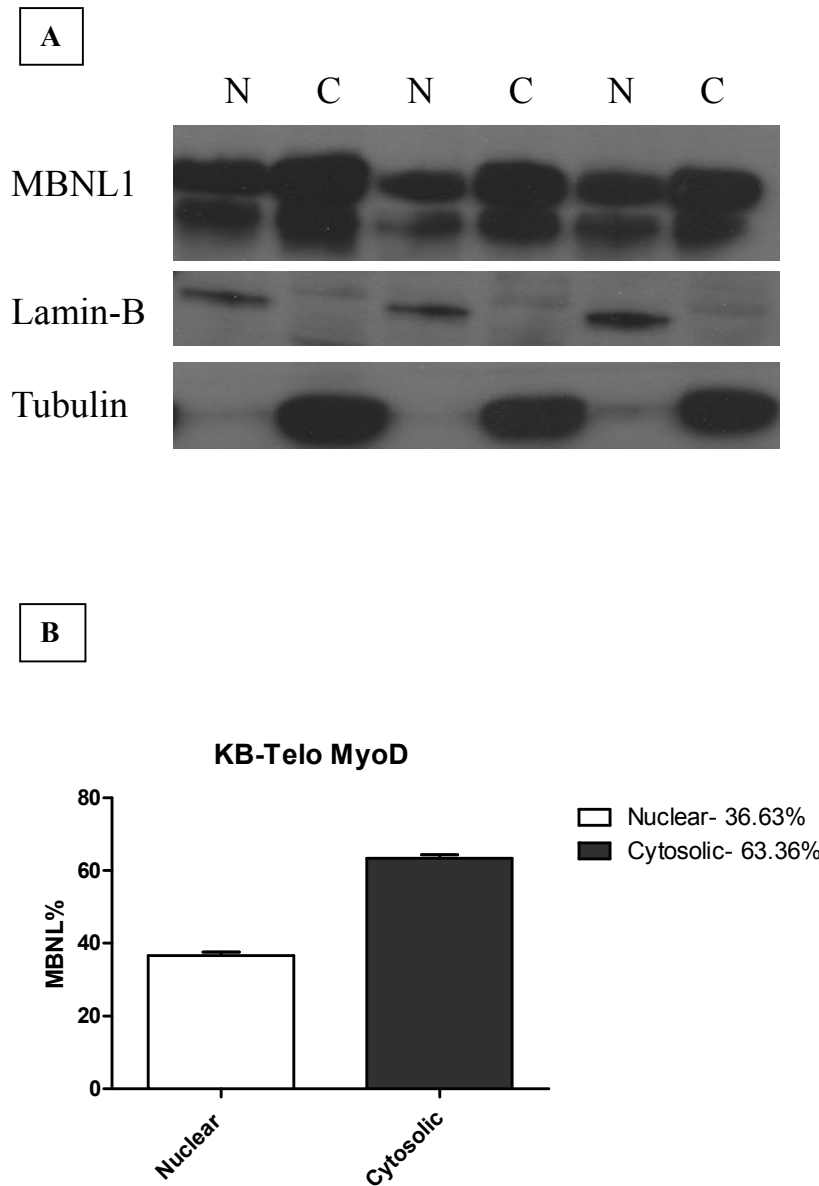 A
N C N C N C
MBNL1
Lamin-B
Tubulin
B
KB-Telo MyoD
80
60
40
20
0
MBNL%
Nuclear
Cytosolic
Nuclear- 36.63%
Cytosolic- 63.36%